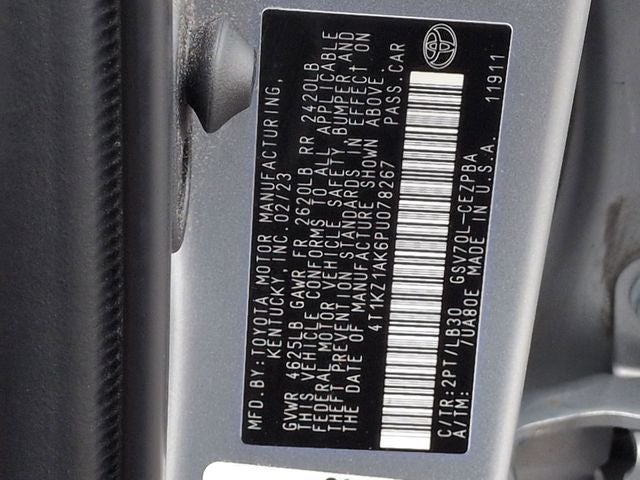 MFD. BY:TOYOTA MOTOR MANUFACTURING,
KENTUCKY, INC. 02/23
GVWR 4625LB GAWR FR 2620LB RR 2420LB
THIS VEHICLE CONFORMS TO ALL APPLICABLE
FEDERAL MOTOR VEHICLE SAFETY, BUMPER, AND
THEFT PREVENTION STANDARDS IN EFFECT ON
THE DATE OF MANUFACTURE SHOWN ABOVE.
4T1KZ1AK6PU078267 PASS. CAR
C/TR:2PT/LB30 GSV70L-CEZPBA
A/TM: /UA80E MADE IN U.S.A. 11911